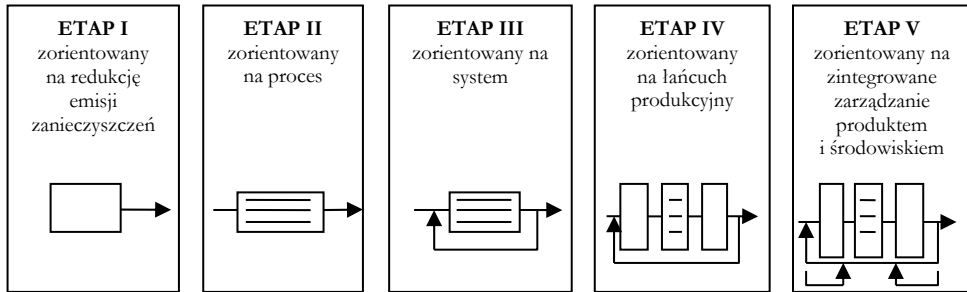 ETAP I
zorientowany
na redukcję
emisji
zanieczyszczeń
ETAP II
zorientowany
na proces
ETAP III
zorientowany na
system
ETAP IV
zorientowany
na łańcuch
produkcyjny
ETAP V
zorientowany na
zintegrowane
zarządzanie
produktem
i środowiskiem